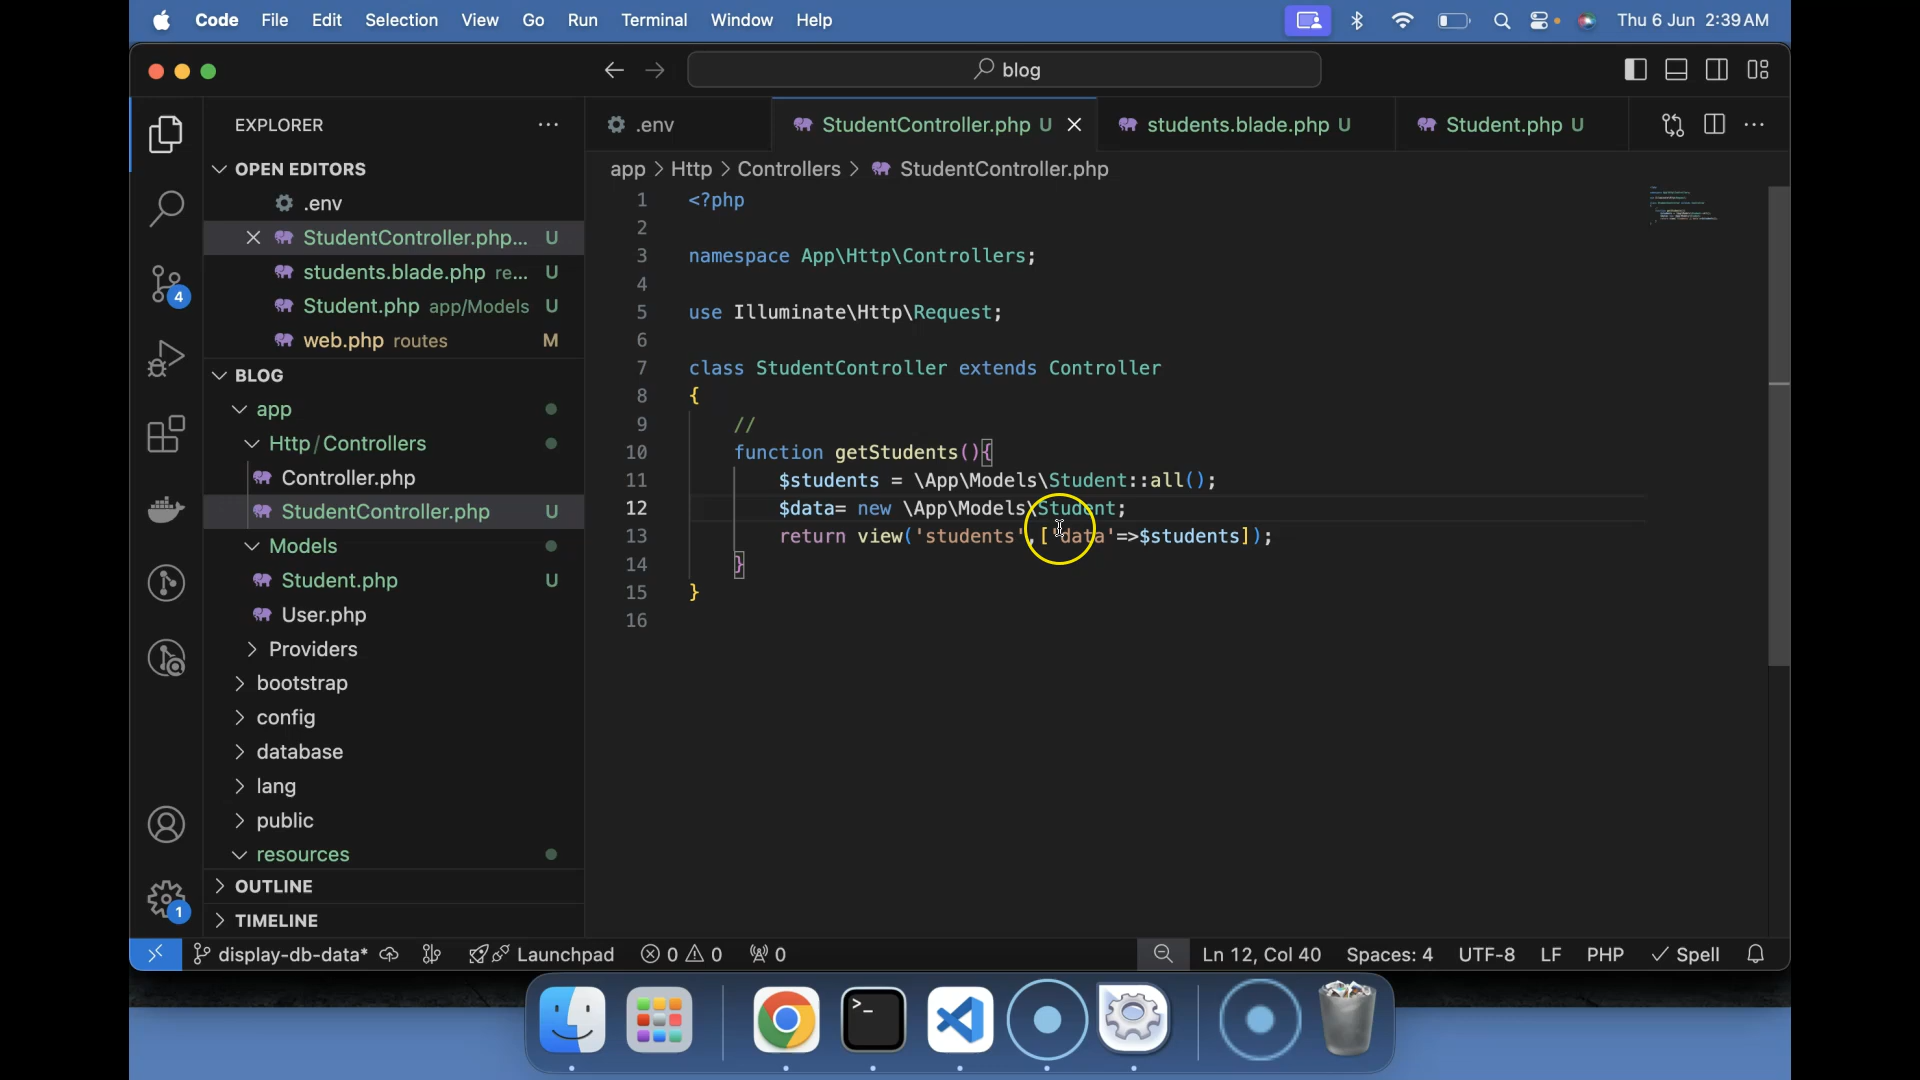 Code File Edit Selection View Go Run Terminal Window Help Thu 6 Jun 2:39 AM
blog
EXPLORER
OPEN EDITORS
.env
StudentController.php... U
students.blade.php re... U
Student.php app/Models U
web.php routes M
BLOG
app
Http / Controllers
Controller.php
StudentController.php U
Models
Student.php U
User.php
Providers
bootstrap
config
database
lang
public
resources
OUTLINE
TIMELINE
4
1
.env StudentController.php U students.blade.php U Student.php U
app > Http > Controllers > StudentController.php
1 <?php
2
3 namespace App\Http\Controllers;
4
5 use Illuminate\Http\Request;
6
7 class StudentController extends Controller
8 {
9 //
10 function getStudents(){
11 $students = \App\Models\Student::all();
12 $data= new \App\Models\Student;
13 return view('students',['data'=>$students]);
14 }
15 }
16
display-db-data* Launchpad 0 0 0 Ln 12, Col 40 Spaces: 4 UTF-8 LF PHP Spell